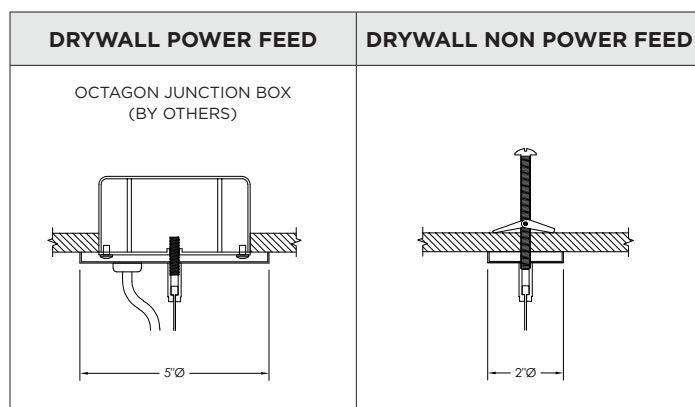 DRYWALL POWER FEED
DRYWALL NON POWER FEED
OCTAGON JUNCTION BOX
(BY OTHERS)
5"Ø
2"Ø